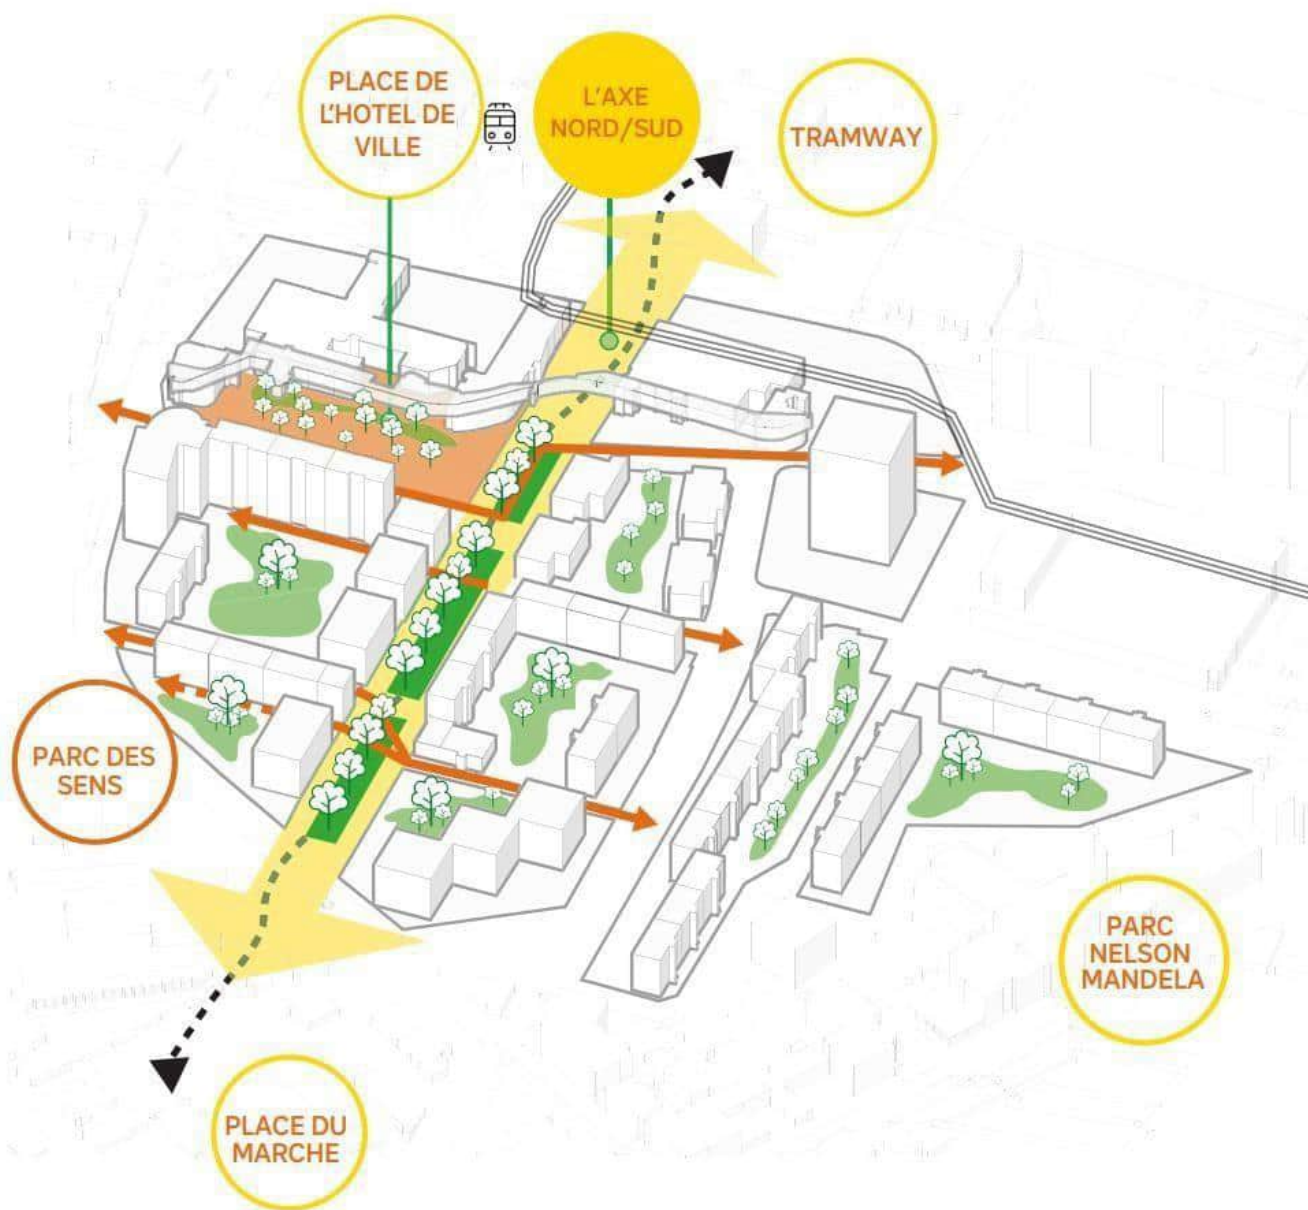 PLACE DE
L'HOTEL DE
VILLE
L'AXE
NORD/SUD
TRAMWAY
PARC DES
SENS
PARC
NELSON
MANDELA
PLACE DU
MARCHE